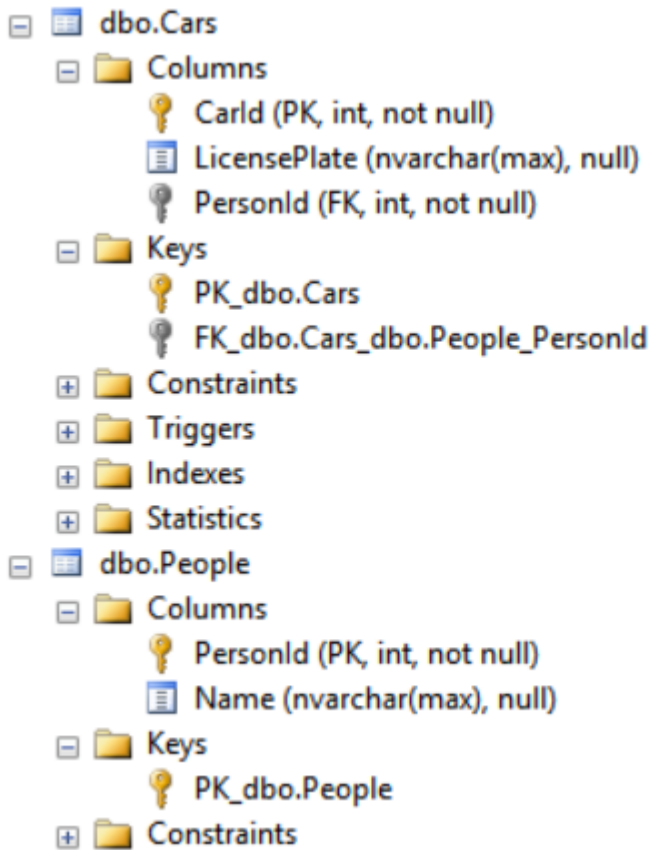 dbo.Cars
Columns
CarId (PK, int, not null)
LicensePlate (nvarchar(max), null)
PersonId (FK, int, not null)
Keys
PK_dbo.Cars
FK_dbo.Cars_dbo.People_PersonId
Constraints
Triggers
Indexes
Statistics
dbo.People
Columns
PersonId (PK, int, not null)
Name (nvarchar(max), null)
Keys
PK_dbo.People
Constraints